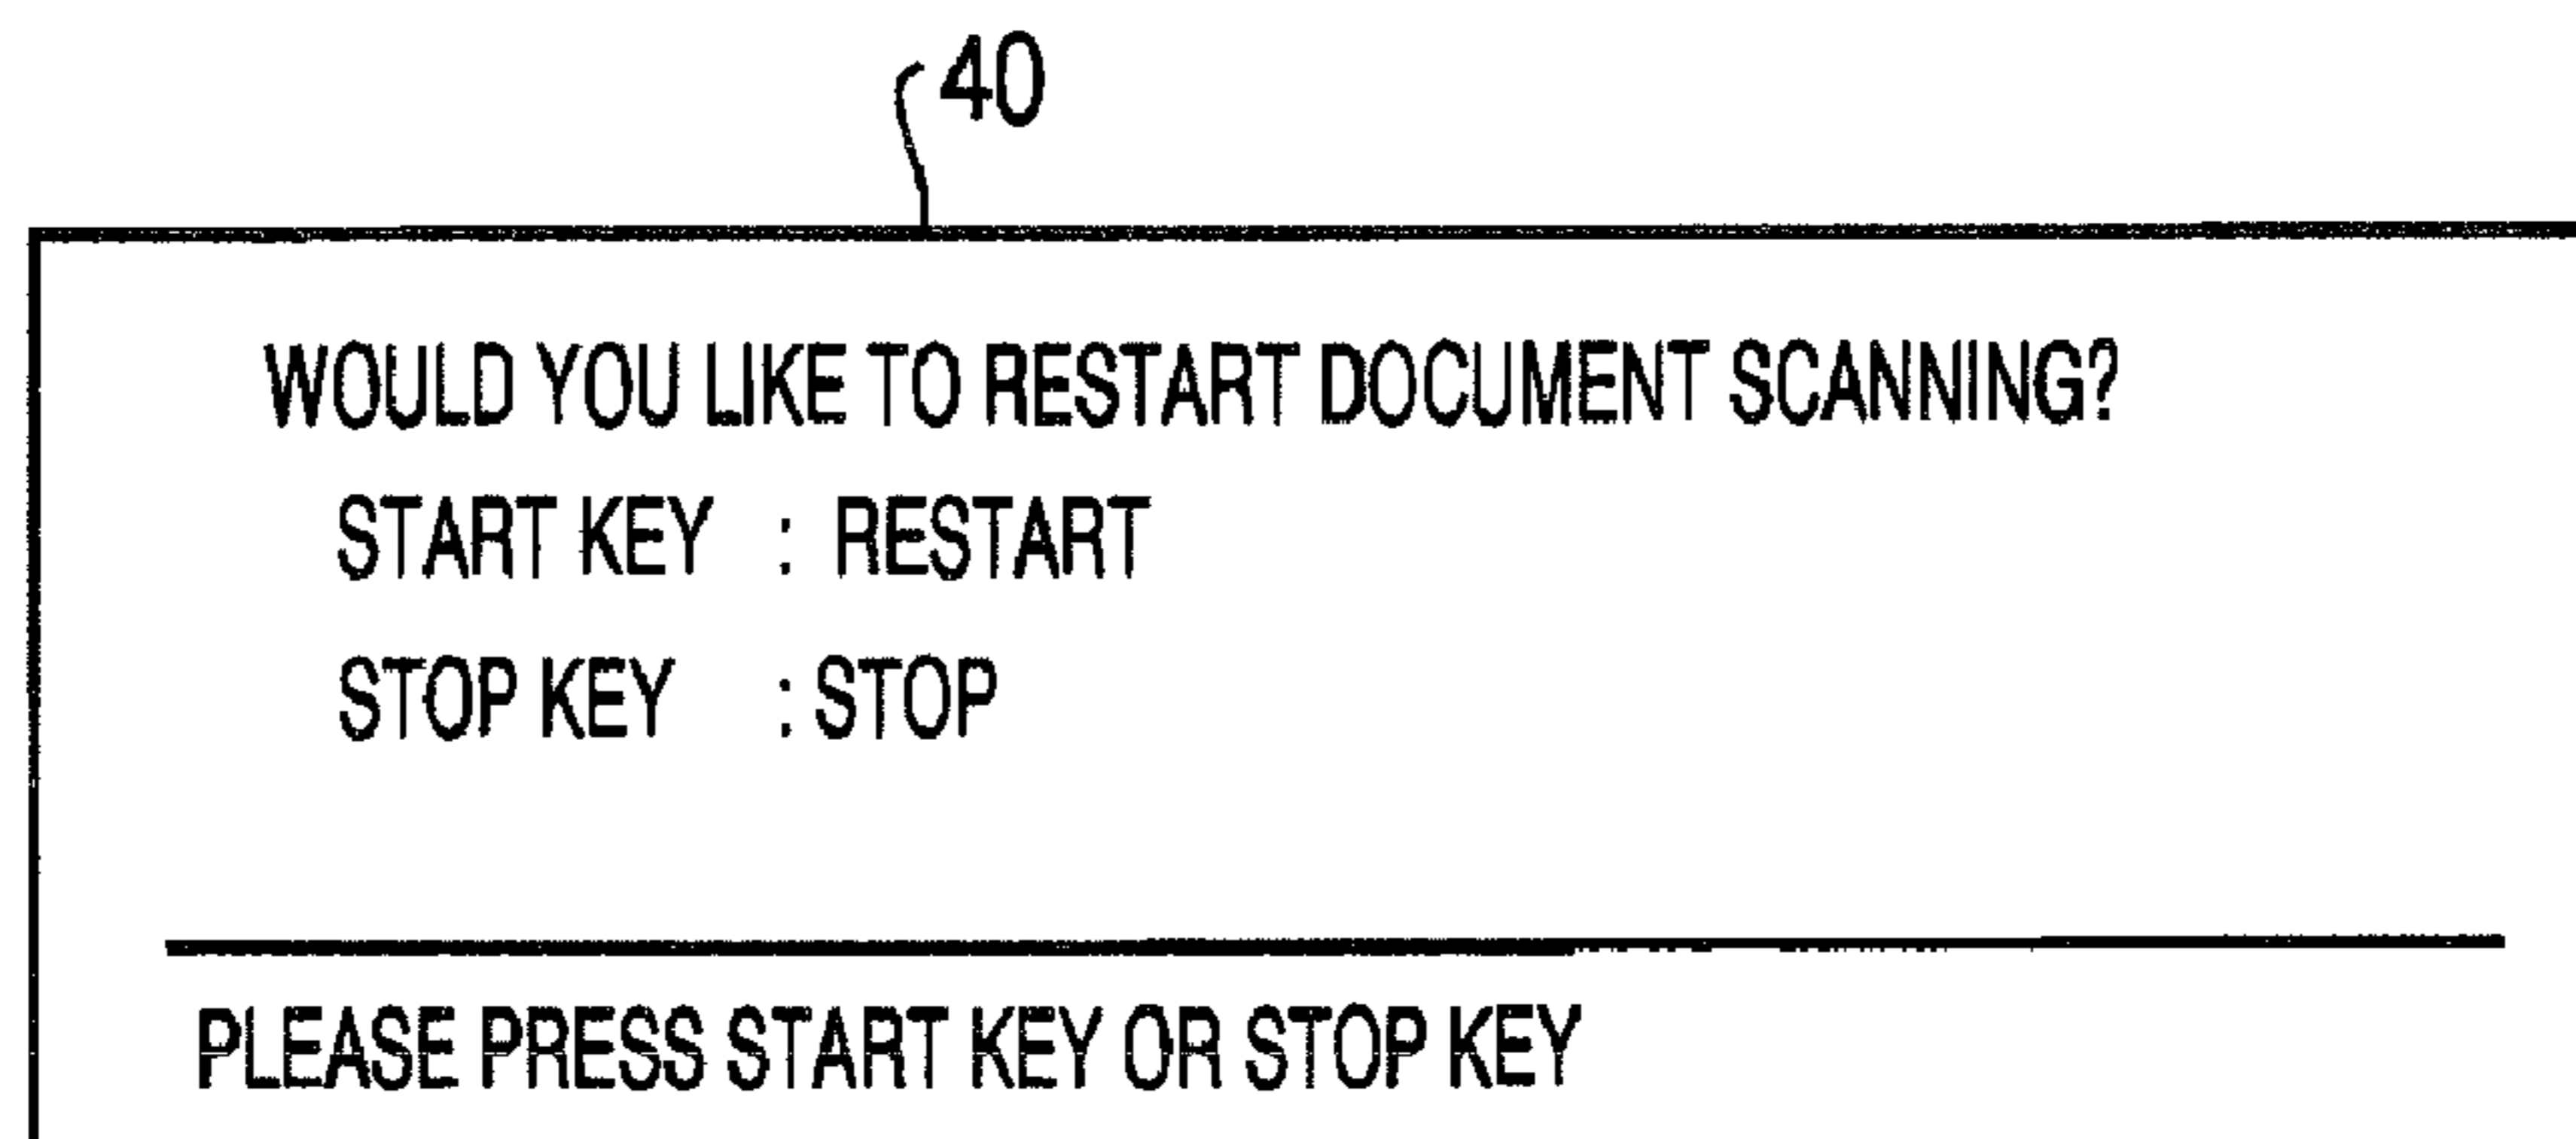 40
WOULD YOU LIKE TO RESTART DOCUMENT SCANNING?
START KEY : RESTART
STOP KEY : STOP
PLEASE PRESS START KEY OR STOP KEY